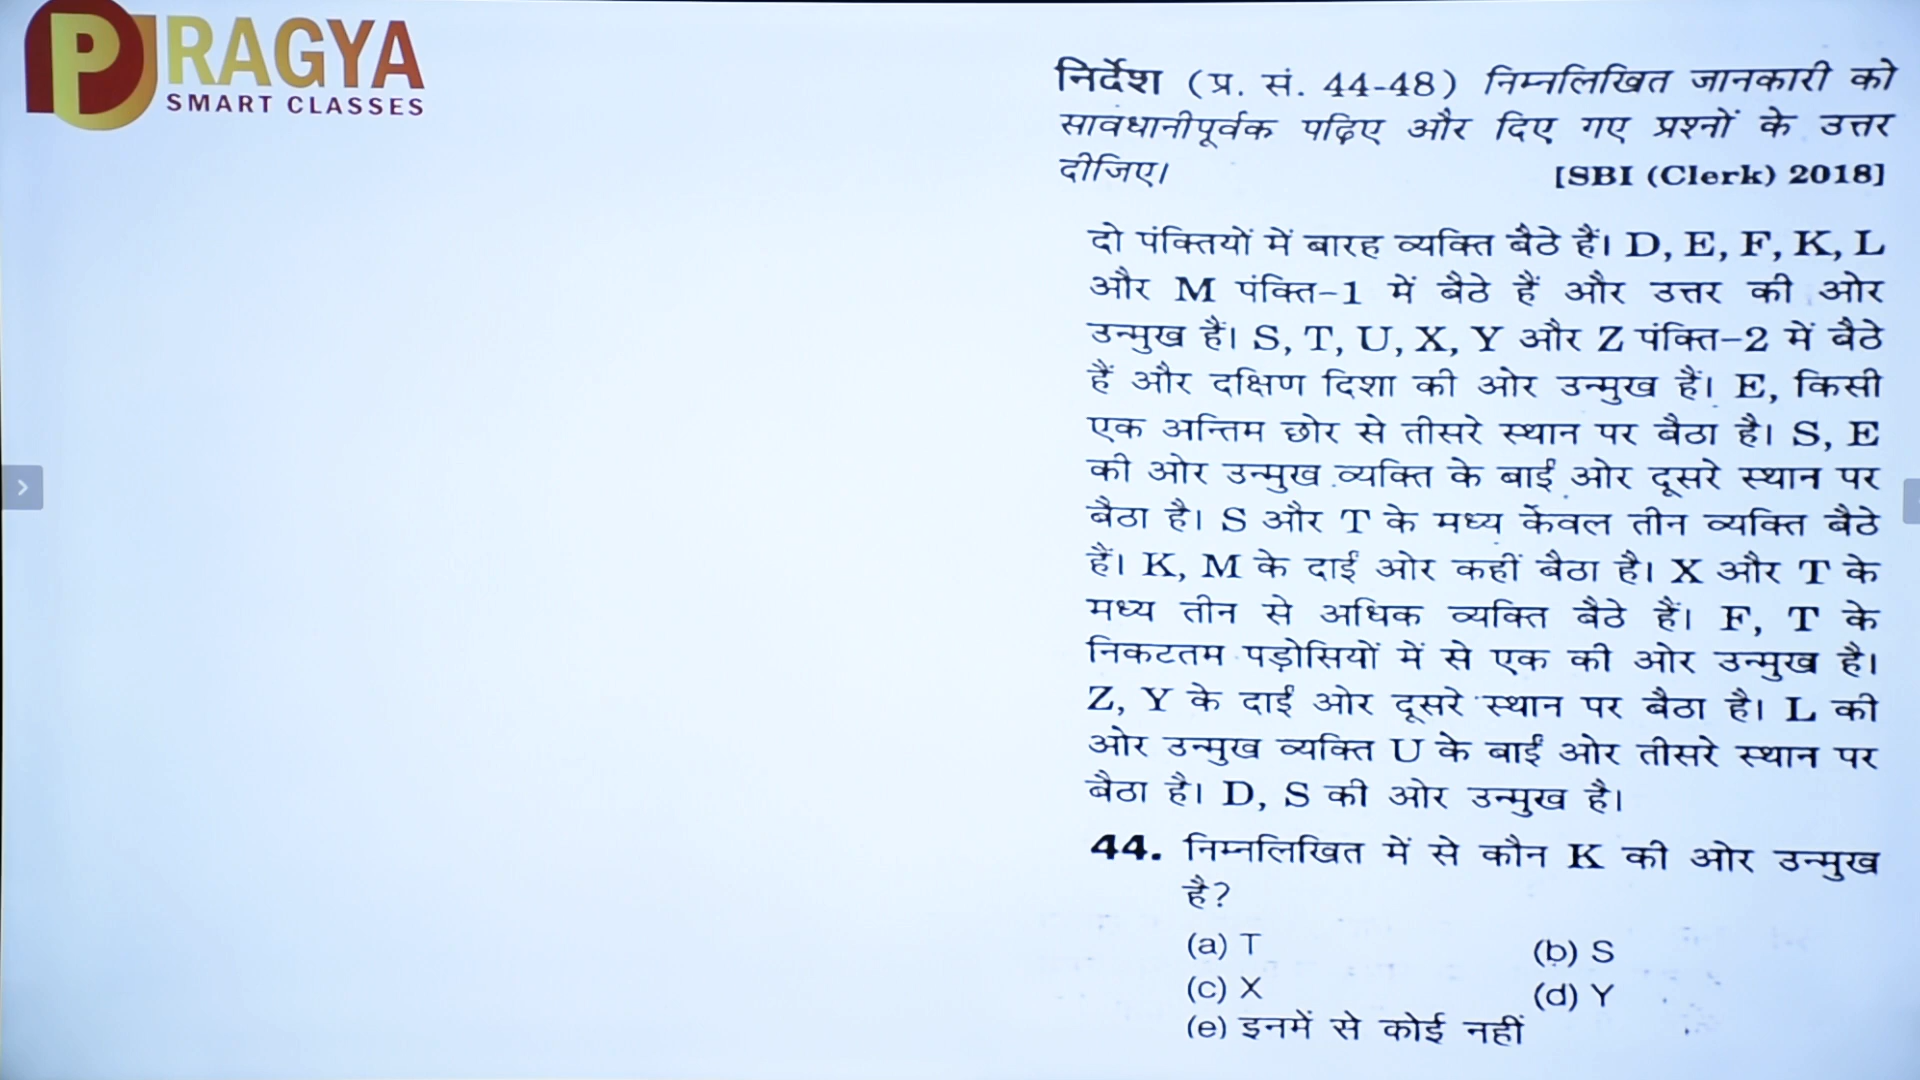 PRAGYA
SMART CLASSES
निर्देश (प्र. सं. 44-48) निम्नलिखित जानकारी को
सावधानीपूर्वक पढ़िए और दिए गए प्रश्नों के उत्तर
दीजिए। [SBI (Clerk) 2018]
दो पंक्तियों में बारह व्यक्ति बैठे हैं। D, E, F, K, L
और M पंक्ति-1 में बैठे हैं और उत्तर की ओर
उन्मुख हैं। S, T, U, X, Y और Z पंक्ति-2 में बैठे
हैं और दक्षिण दिशा की ओर उन्मुख हैं। E, किसी
एक अन्तिम छोर से तीसरे स्थान पर बैठा है। S, E
की ओर उन्मुख व्यक्ति के बाईं ओर दूसरे स्थान पर
बैठा है। S और T के मध्य केवल तीन व्यक्ति बैठे
हैं। K, M के दाईं ओर कहीं बैठा है। X और T के
मध्य तीन से अधिक व्यक्ति बैठे हैं। F, T के
निकटतम पड़ोसियों में से एक की ओर उन्मुख है।
Z, Y के दाईं ओर दूसरे स्थान पर बैठा है। L की
ओर उन्मुख व्यक्ति U के बाईं ओर तीसरे स्थान पर
बैठा है। D, S की ओर उन्मुख है।
44. निम्नलिखित में से कौन K की ओर उन्मुख
है?
(a) T (b) S
(c) X (d) Y
(e) इनमें से कोई नहीं